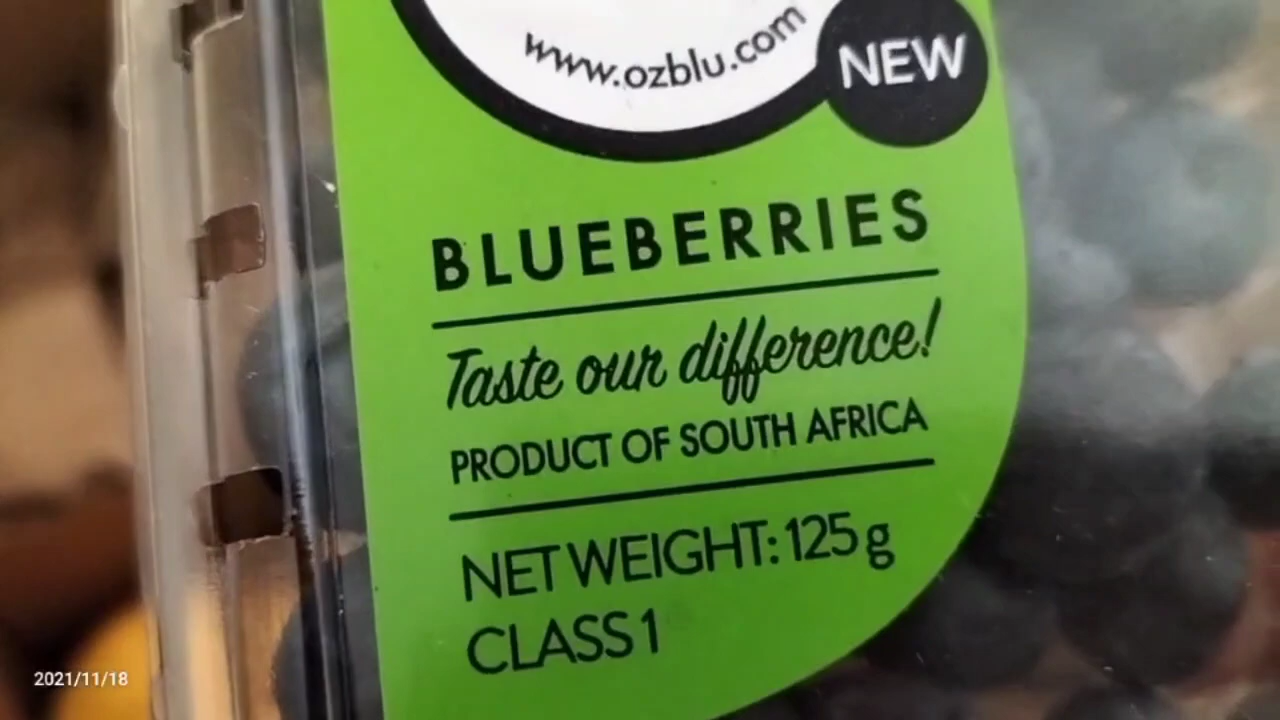 www.ozblu.com
NEW
BLUEBERRIES
Taste our difference!
PRODUCT OF SOUTH AFRICA
NET WEIGHT: 125g
CLASS 1
2021/11/18